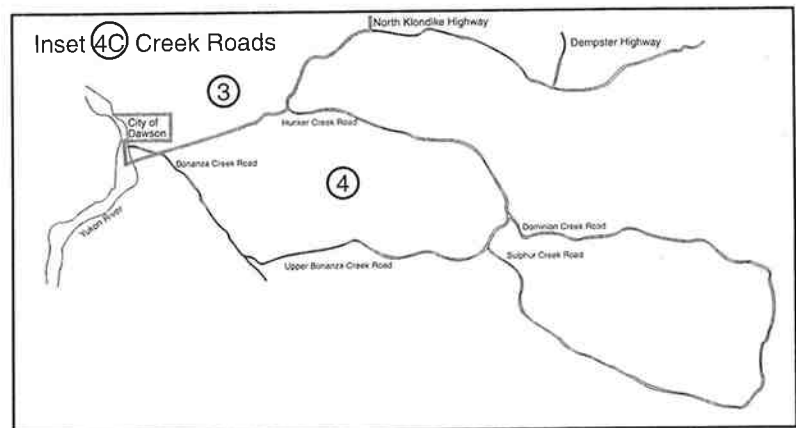 Inset 4C Creek Roads
North Klondike Highway
Dempster Highway
3
City of
Dawson
Hunker Creek Road
Bonanza Creek Road
4
Yukon River
Dominion Creek Road
Sulphur Creek Road
Upper Bonanza Creek Road